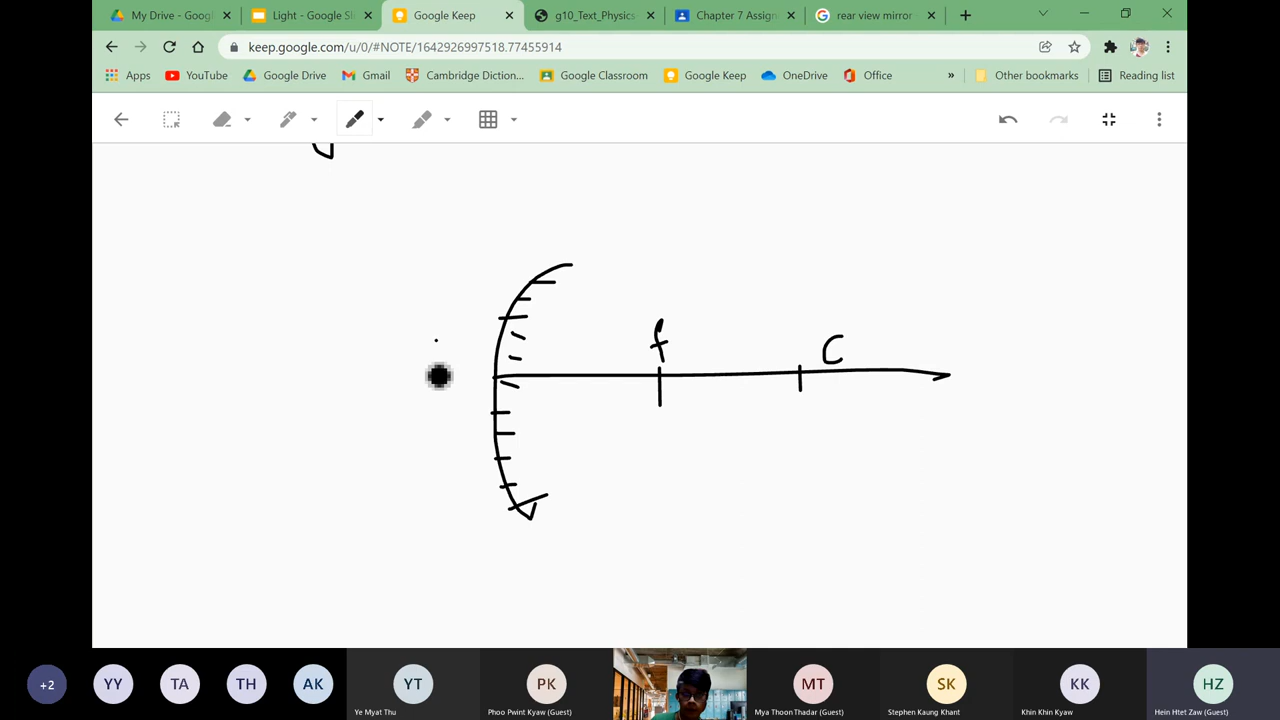 My Drive - Googl
Light - Google Sli
Google Keep
g10_Text_Physics
Chapter 7 Assign
rear view mirror
keep.google.com/u/0/#NOTE/1642926997518.77455914
Apps
YouTube
Google Drive
Gmail
Cambridge Diction...
Google Classroom
Google Keep
OneDrive
Office
»
Other bookmarks
Reading list
f
C
+2
YY
TA
TH
AK
YT
PK
MT
SK
KK
HZ
Ye Myat Thu
Phoo Pwint Kyaw (Guest)
Mya Thoon Thadar (Guest)
Stephen Kaung Khant
Khin Khin Kyaw
Hein Htet Zaw (Guest)